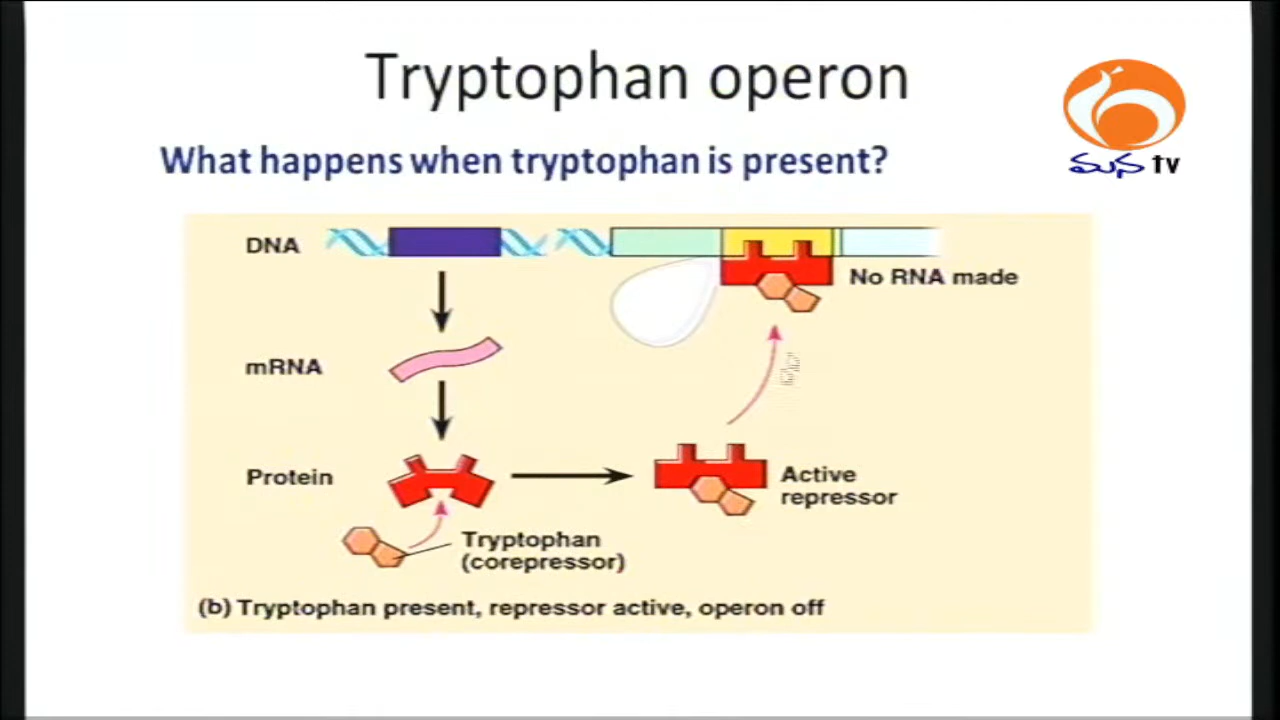 Tryptophan operon
మన tv
What happens when tryptophan is present?
DNA
No RNA made
mRNA
Protein
Active
repressor
Tryptophan
(corepressor)
(b) Tryptophan present, repressor active, operon off